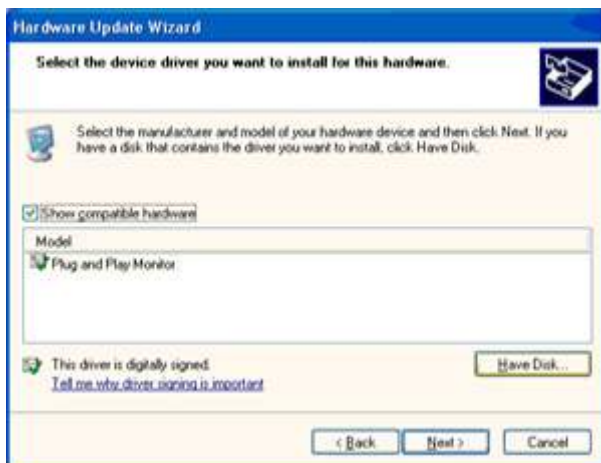 Hardware Update Wizard
Select the device driver you want to install for this hardware.
Select the manufacturer and model of your hardware device and then click Next. If you
have a disk that contains the driver you want to install, click Have Disk.
Show compatible hardware
Model
Plug and Play Monitor
This driver is digitally signed.
Tell me why driver signing is important
Have Disk...
< Back
Next >
Cancel